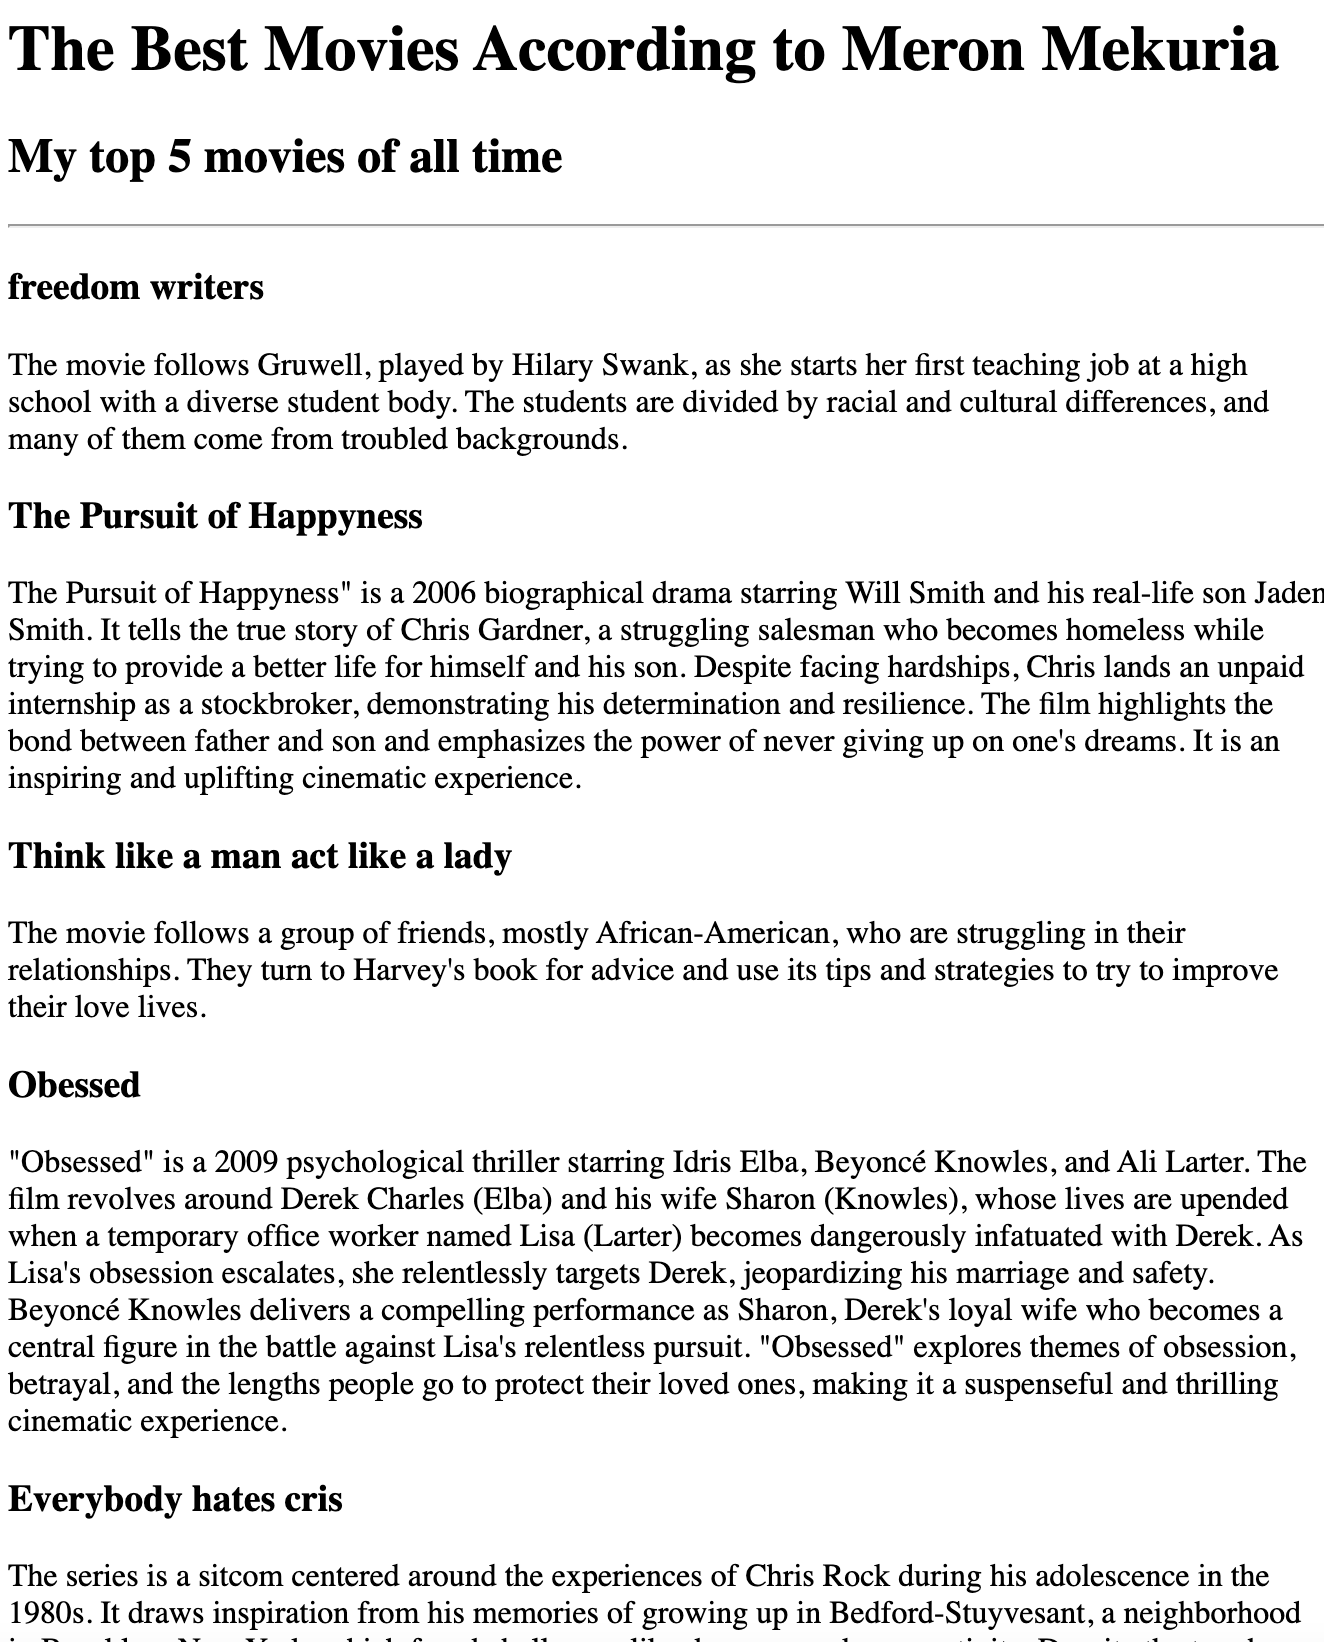 The Best Movies According to Meron Mekuria
My top 5 movies of all time
freedom writers
The movie follows Gruwell, played by Hilary Swank, as she starts her first teaching job at a high
school with a diverse student body. The students are divided by racial and cultural differences, and
many of them come from troubled backgrounds.
The Pursuit of Happyness
The Pursuit of Happyness" is a 2006 biographical drama starring Will Smith and his real-life son Jaden
Smith. It tells the true story of Chris Gardner, a struggling salesman who becomes homeless while
trying to provide a better life for himself and his son. Despite facing hardships, Chris lands an unpaid
internship as a stockbroker, demonstrating his determination and resilience. The film highlights the
bond between father and son and emphasizes the power of never giving up on one's dreams. It is an
inspiring and uplifting cinematic experience.
Think like a man act like a lady
The movie follows a group of friends, mostly African-American, who are struggling in their
relationships. They turn to Harvey's book for advice and use its tips and strategies to try to improve
their love lives.
Obessed
"Obsessed" is a 2009 psychological thriller starring Idris Elba, Beyoncé Knowles, and Ali Larter. The
film revolves around Derek Charles (Elba) and his wife Sharon (Knowles), whose lives are upended
when a temporary office worker named Lisa (Larter) becomes dangerously infatuated with Derek. As
Lisa's obsession escalates, she relentlessly targets Derek, jeopardizing his marriage and safety.
Beyoncé Knowles delivers a compelling performance as Sharon, Derek's loyal wife who becomes a
central figure in the battle against Lisa's relentless pursuit. "Obsessed" explores themes of obsession,
betrayal, and the lengths people go to protect their loved ones, making it a suspenseful and thrilling
cinematic experience.
Everybody hates cris
The series is a sitcom centered around the experiences of Chris Rock during his adolescence in the
1980s. It draws inspiration from his memories of growing up in Bedford-Stuyvesant, a neighborhood